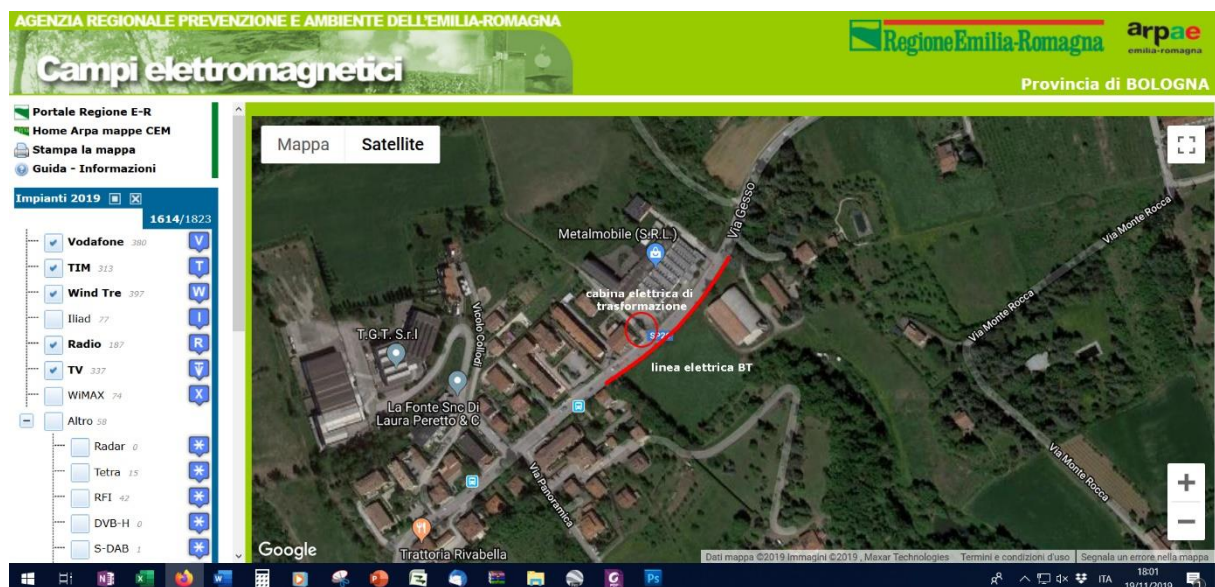 AGENZIA REGIONALE PREVENZIONE E AMBIENTE DELL'EMILIA-ROMAGNA
Campi elettromagnetici
RegioneEmilia-Romagna
arpae
emilia-romagna
Provincia di BOLOGNA
Portale Regione E-R
Home Arpa mappe CEM
Stampa la mappa
Guida - Informazioni
Impianti 2019
1614/1823
Vodafone 380 V
TIM 313 T
Wind Tre 397 W
Iliad 77 I
Radio 187 R
TV 337 TV
WiMAX 74 X
Altro 58
Radar 0
Tetra 15
RFI 42
DVB-H 0
S-DAB 1
Mappa Satellite
Via Gesso
Metalmobile (S.R.L.)
Via Monte Rocca
cabina elettrica di
trasformazione
Vicolo Collodi
T.G.T. S.r.l
linea elettrica BT
Via Monte Rocca
La Fonte Snc Di
Laura Peretto & C
Via Panoramica
Via Monte Rocca
Trattoria Rivabella
Google
Dati mappa ©2019 Immagini ©2019 , Maxar Technologies Termini e condizioni d'uso Segnala un errore nella mappa
ITA
18:01
19/11/2019